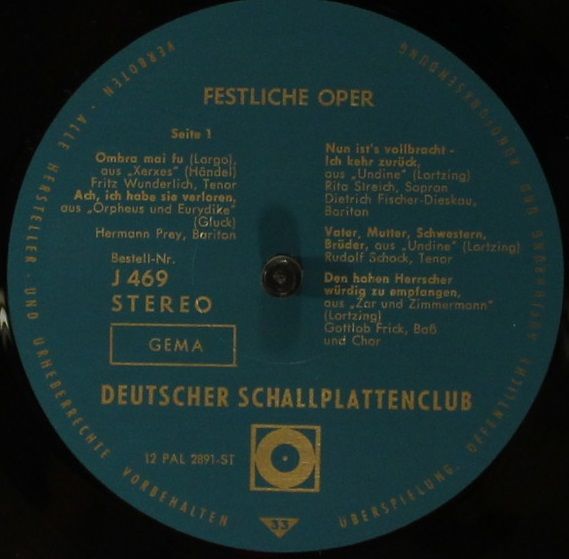 FESTLICHE OPER
Seite 1
Ombra mai fu (Largo),
aus „Xerxes" (Händel)
Fritz Wunderlich, Tenor
Ach, ich habe sie verloren,
aus „Orpheus und Eurydike"
(Gluck)
Hermann Prey, Bariton
Bestell-Nr.
J 469
STEREO
GEMA
Nun ist's vollbracht -
Ich kehr zurück,
aus „Undine" (Lortzing)
Rita Streich, Sopran
Dietrich Fischer-Dieskau,
Bariton
Vater, Mutter, Schwestern,
Brüder, aus „Undine" (Lortzing)
Rudolf Schock, Tenor
Den hohen Herrscher
würdig zu empfangen,
aus „Zar und Zimmermann"
(Lortzing)
Gottlob Frick, Baß
und Chor
DEUTSCHER SCHALLPLATTENCLUB
12 PAL 2891-ST
33
VERBOTEN · ALLE HERSTELLER- UND URHEBERRECHTE VORBEHALTEN
ÜBERSPIELUNG, ÖFFENTLICHE UND RUNDFUNKSENDUNG